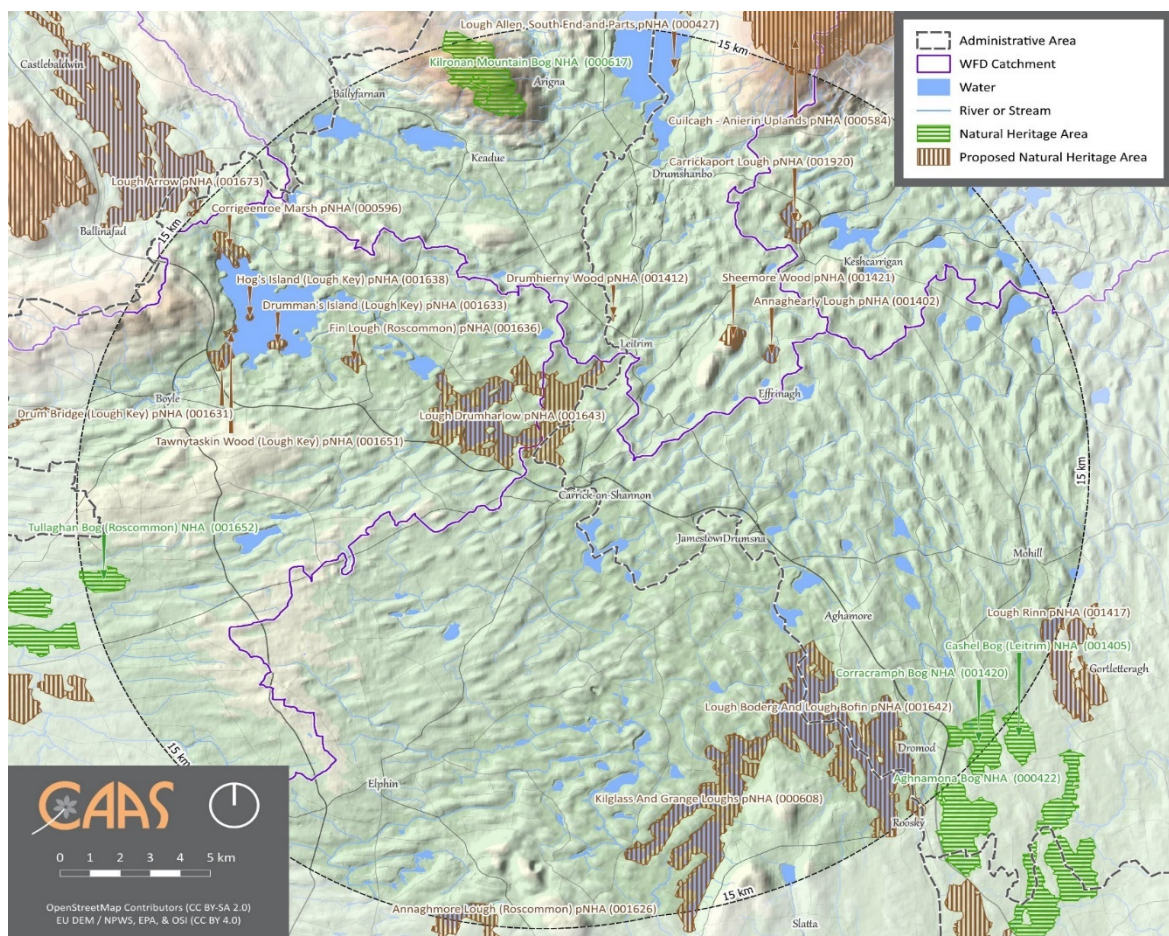 Lough Allen, South End and Parts pNHA (000427)
15 km
15 km
Castlebaldwin
Kilronan Mountain Bog NHA (000617)
Arigna
Ballyfarnan
Cuilcagh - Anierin Uplands pNHA (000584)
Keadue
Carrickaport Lough pNHA (001920)
Drumshanbo
Lough Arrow pNHA (001673)
Corrigeenroe Marsh pNHA (000596)
Ballinafad
15 km
Keshcarrigan
Hog's Island (Lough Key) pNHA (001638)
Drumhierny Wood pNHA (001412)
Sheemore Wood pNHA (001421)
Drumman's Island (Lough Key) pNHA (001633)
Annaghearly Lough pNHA (001402)
Fin Lough (Roscommon) pNHA (001636)
Leitrim
Boyle
Effrinagh
Drum Bridge (Lough Key) pNHA (001631)
Lough Drumharlow pNHA (001643)
Tawnytaskin Wood (Lough Key) pNHA (001651)
15 km
Carrick-on-Shannon
Tullaghan Bog (Roscommon) NHA (001652)
Jamestown
Drumsna
Mohill
Aghamore
Lough Rinn pNHA (001417)
Cashel Bog (Leitrim) NHA (001405)
Gortletteragh
Corracramph Bog NHA (001420)
Lough Boderg And Lough Bofin pNHA (001642)
Dromod
15 km
Elphin
Aghnamona Bog NHA (000422)
Kilglass And Grange Loughs pNHA (000608)
Roosky
15 km
Annaghmore Lough (Roscommon) pNHA (001626)
Slatta
Administrative Area
WFD Catchment
Water
River or Stream
Natural Heritage Area
Proposed Natural Heritage Area
CAAS
0 1 2 3 4 5 km
OpenStreetMap Contributors (CC BY-SA 2.0)
EU DEM / NPWS, EPA, & OSI (CC BY 4.0)